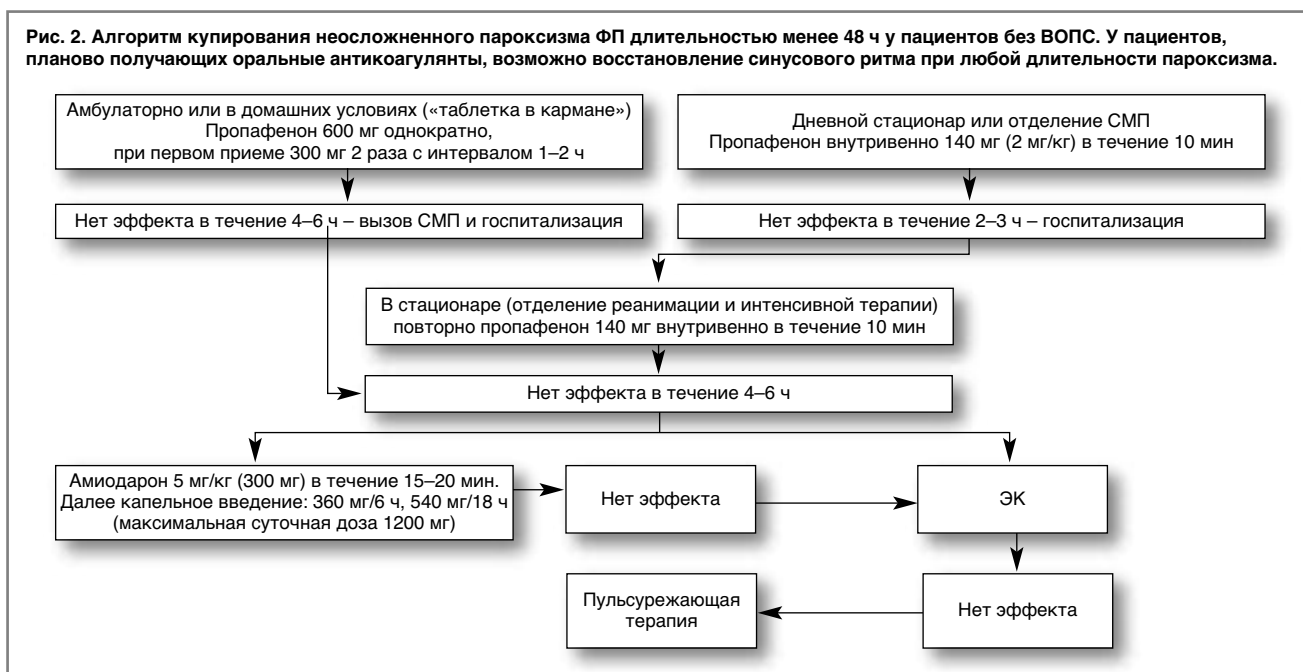 Рис. 2. Алгоритм купирования неосложненного пароксизма ФП длительностью менее 48 ч у пациентов без ВОПС. У пациентов,
планово получающих оральные антикоагулянты, возможно восстановление синусового ритма при любой длительности пароксизма.
Амбулаторно или в домашних условиях («таблетка в кармане»)
Пропафенон 600 мг однократно,
при первом приеме 300 мг 2 раза с интервалом 1–2 ч
Дневной стационар или отделение СМП
Пропафенон внутривенно 140 мг (2 мг/кг) в течение 10 мин
Нет эффекта в течение 4–6 ч – вызов СМП и госпитализация
Нет эффекта в течение 2–3 ч – госпитализация
В стационаре (отделение реанимации и интенсивной терапии)
повторно пропафенон 140 мг внутривенно в течение 10 мин
Нет эффекта в течение 4–6 ч
Амиодарон 5 мг/кг (300 мг) в течение 15–20 мин.
Далее капельное введение: 360 мг/6 ч, 540 мг/18 ч
(максимальная суточная доза 1200 мг)
Нет эффекта
ЭК
Пульсурежающая
терапия
Нет эффекта